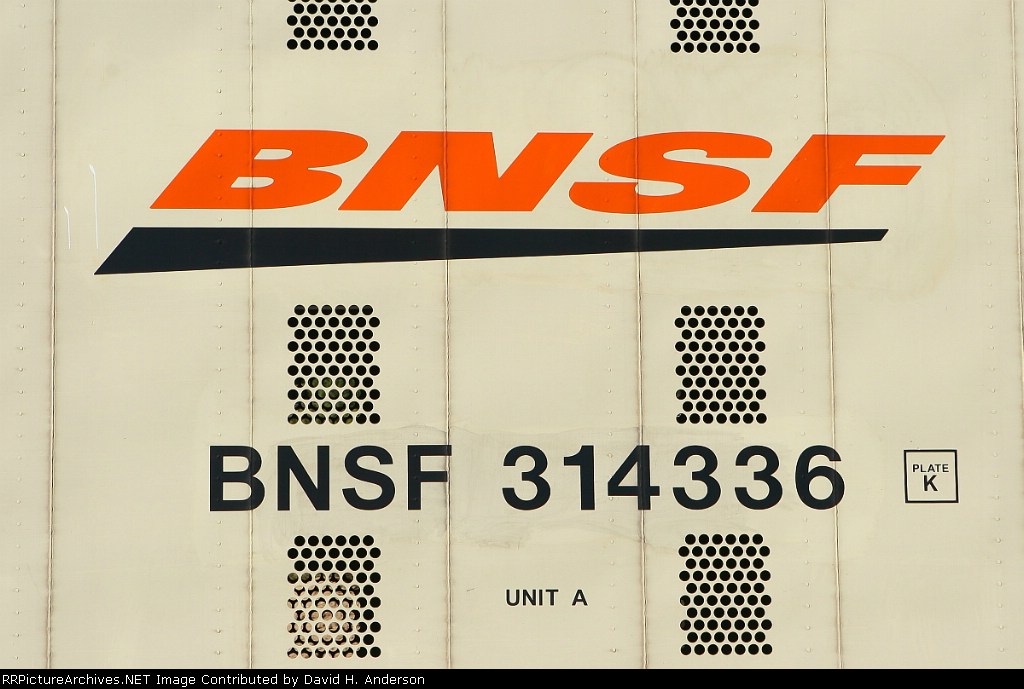 BNSF
BNSF 314336
PLATE
K
UNIT A
RRPictureArchives.NET Image Contributed by David H. Anderson